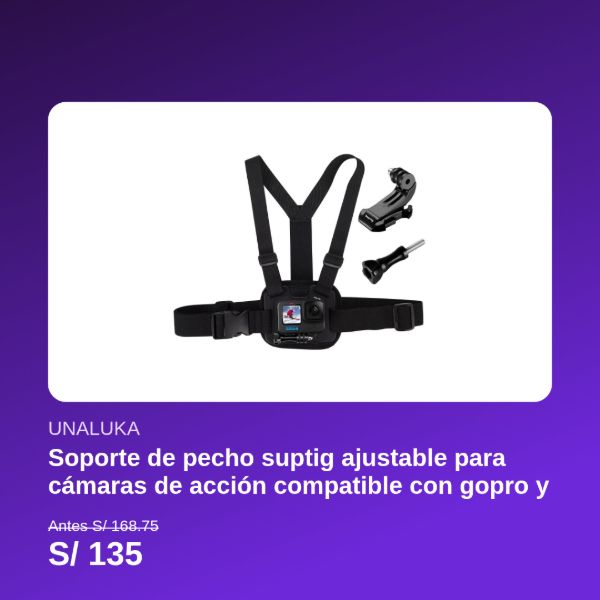 UNALUKA
Soporte de pecho suptig ajustable para
cámaras de acción compatible con gopro y
Antes S/ 168.75
S/ 135